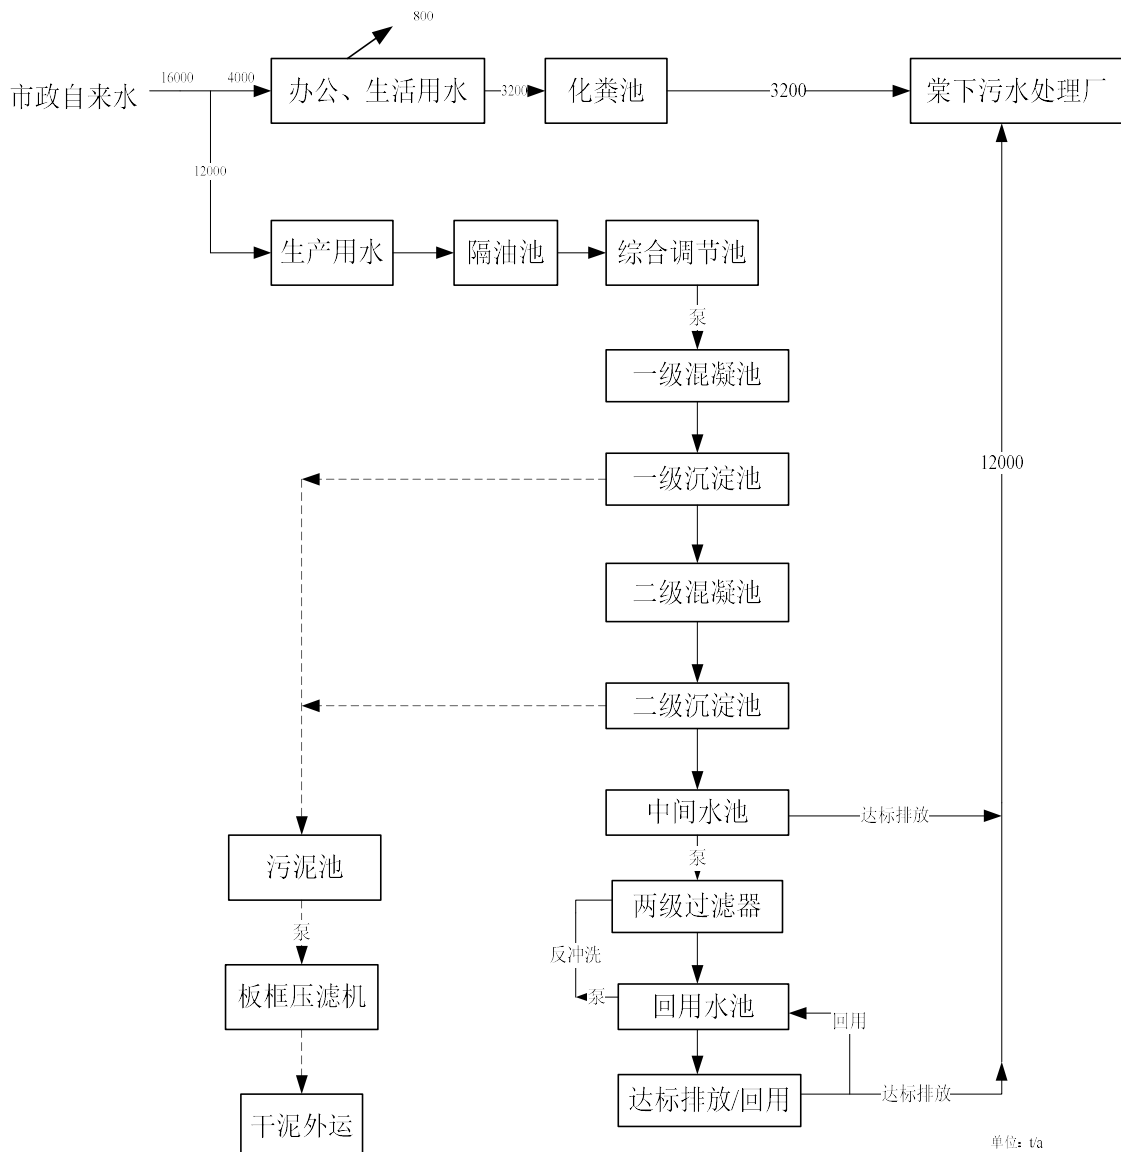 800
市政自来水
16000
4000
办公、生活用水
3200
化粪池
3200
棠下污水处理厂
12000
生产用水
隔油池
综合调节池
泵
一级混凝池
一级沉淀池
12000
二级混凝池
二级沉淀池
中间水池
达标排放
泵
污泥池
两级过滤器
泵
反冲洗
板框压滤机
泵
回用水池
回用
达标排放/回用
达标排放
干泥外运
单位：t/a